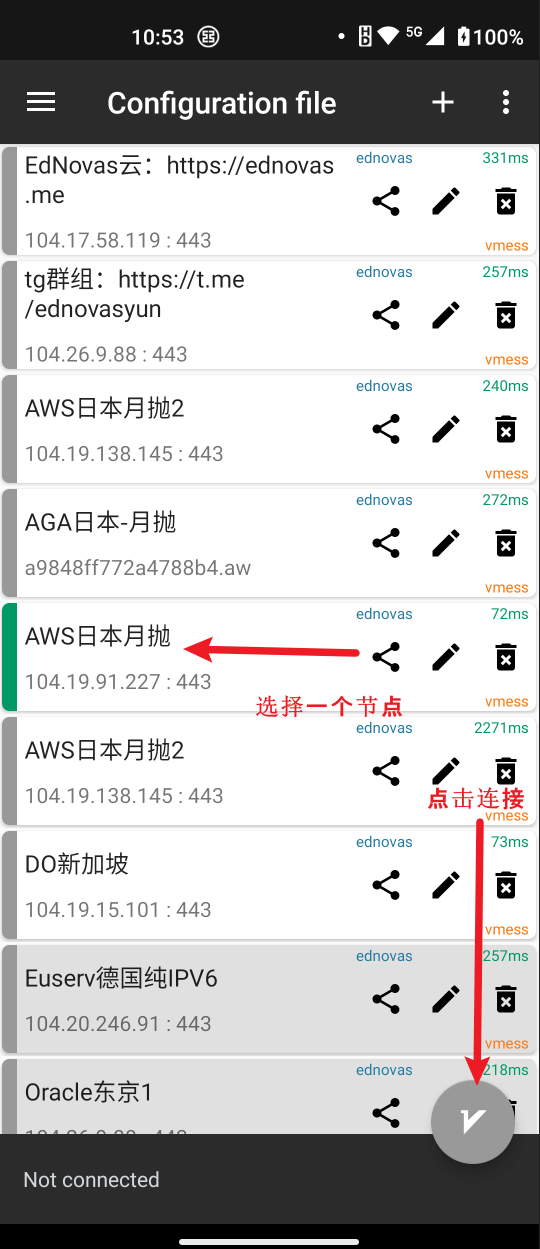 10:53
5G
100%
Configuration file
EdNovas云：https://ednovas
.me
ednovas
331ms
104.17.58.119 : 443
vmess
tg群组：https://t.me
/ednovasyun
ednovas
257ms
104.26.9.88 : 443
vmess
AWS日本月抛2
ednovas
240ms
104.19.138.145 : 443
vmess
AGA日本-月抛
ednovas
272ms
a9848ff772a4788b4.aw
vmess
AWS日本月抛
ednovas
72ms
104.19.91.227 : 443
vmess
选择一个节点
AWS日本月抛2
ednovas
2271ms
104.19.138.145 : 443
点击连接
vmess
DO新加坡
ednovas
73ms
104.19.15.101 : 443
vmess
Euserv德国纯IPV6
ednovas
257ms
104.20.246.91 : 443
vmess
Oracle东京1
ednovas
218ms
Not connected